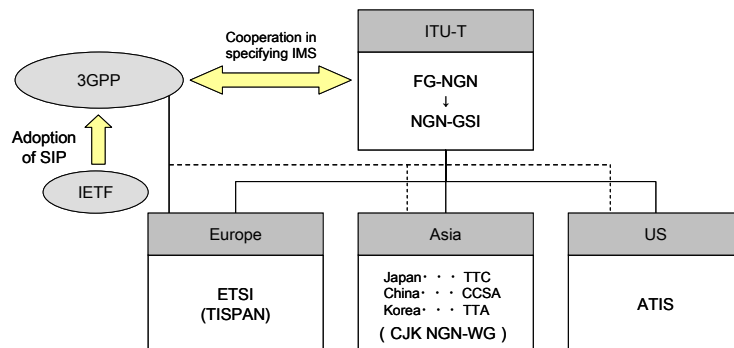 Cooperation in
specifying IMS
ITU-T
3GPP
FG-NGN
↓
NGN-GSI
Adoption
of SIP
IETF
Europe
Asia
US
ETSI
(TISPAN)
Japan・・・TTC
China・・・CCSA
Korea・・・TTA
( CJK NGN-WG )
ATIS